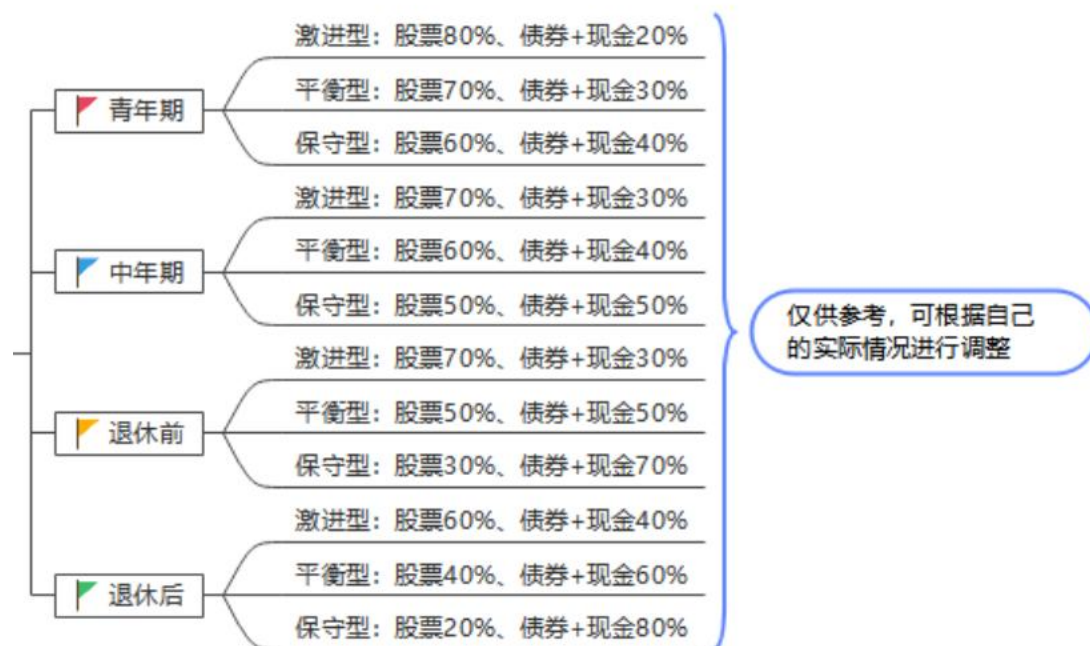 青年期
激进型：股票80%、债券+现金20%
平衡型：股票70%、债券+现金30%
保守型：股票60%、债券+现金40%
中年期
激进型：股票70%、债券+现金30%
平衡型：股票60%、债券+现金40%
保守型：股票50%、债券+现金50%
退休前
激进型：股票70%、债券+现金30%
平衡型：股票50%、债券+现金50%
保守型：股票30%、债券+现金70%
退休后
激进型：股票60%、债券+现金40%
平衡型：股票40%、债券+现金60%
保守型：股票20%、债券+现金80%
仅供参考，可根据自己
的实际情况进行调整